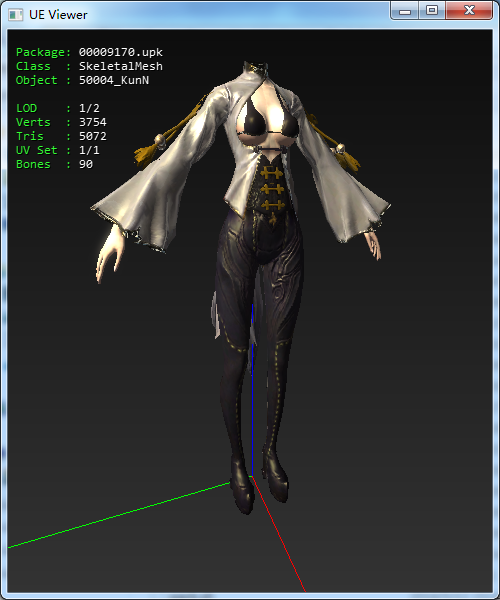 UE Viewer
Package: 00009170.upk
Class : SkeletalMesh
Object : 50004_KunN
LOD : 1/2
Verts : 3754
Tris : 5072
UV Set : 1/1
Bones : 90